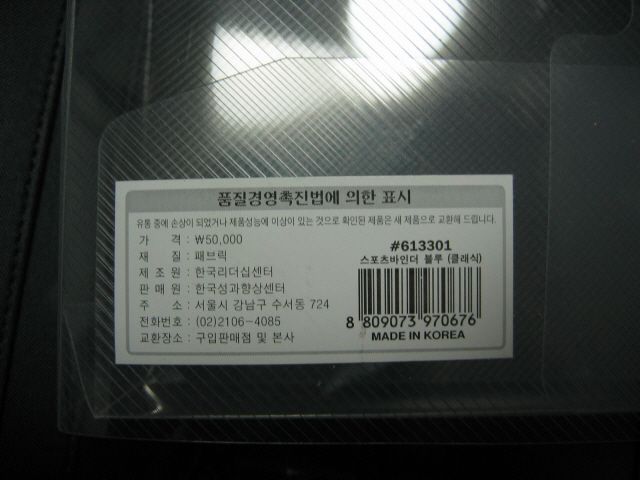 품질경영촉진법에 의한 표시
유통 중에 손상이 되었거나 제품성능에 이상이 있는 것으로 확인된 제품은 새 제품으로 교환해 드립니다.
가 격 : ₩50,000
재 질 : 패브릭
제 조 원 : 한국리더십센터
판 매 원 : 한국성과향상센터
주 소 : 서울시 강남구 수서동 724
전화번호 : (02)2106-4085
교환장소 : 구입판매점 및 본사
#613301
스포츠바인더 블루 (클래식)
8 809073 970676
MADE IN KOREA